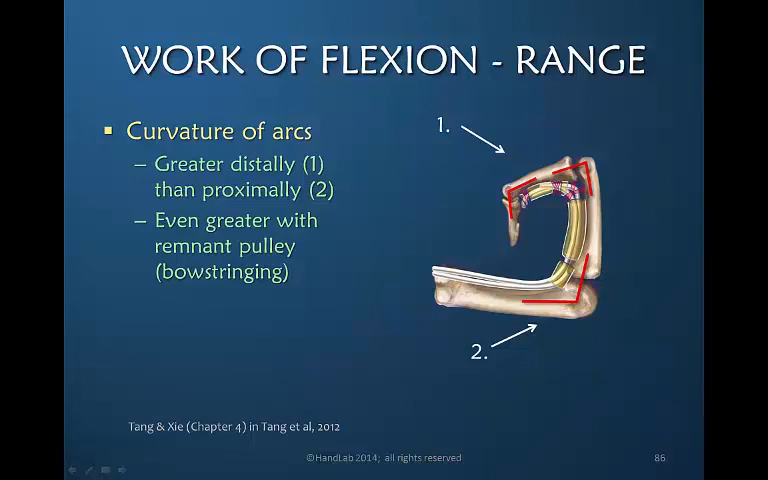 WORK OF FLEXION - RANGE
▪ Curvature of arcs
– Greater distally (1)
than proximally (2)
– Even greater with
remnant pulley
(bowstringing)
1.
2.
Tang & Xie (Chapter 4) in Tang et al, 2012
©HandLab 2014; all rights reserved
86